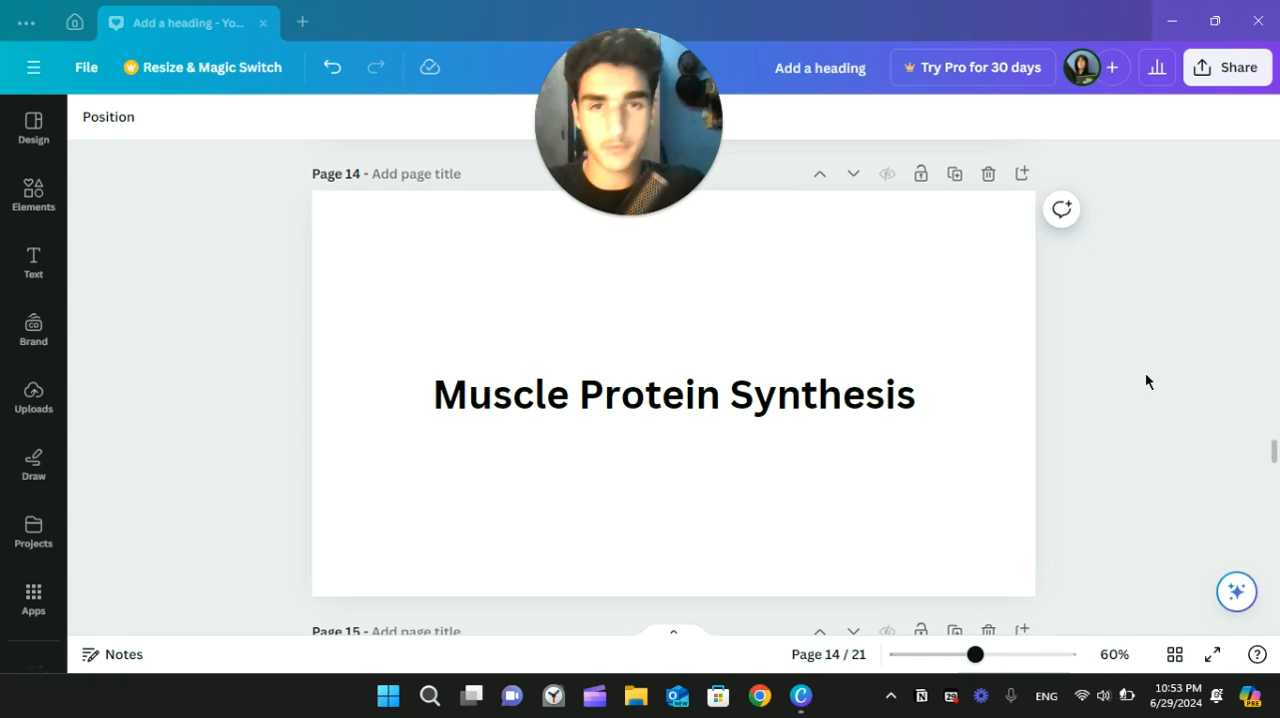 Add a heading - Yo...
File
Resize & Magic Switch
Add a heading
Try Pro for 30 days
Share
Position
Design
Elements
Text
Brand
Uploads
Draw
Projects
Apps
Page 14 - Add page title
Muscle Protein Synthesis
Page 15 - Add page title
Notes
Page 14 / 21
60%
ENG
10:53 PM
6/29/2024